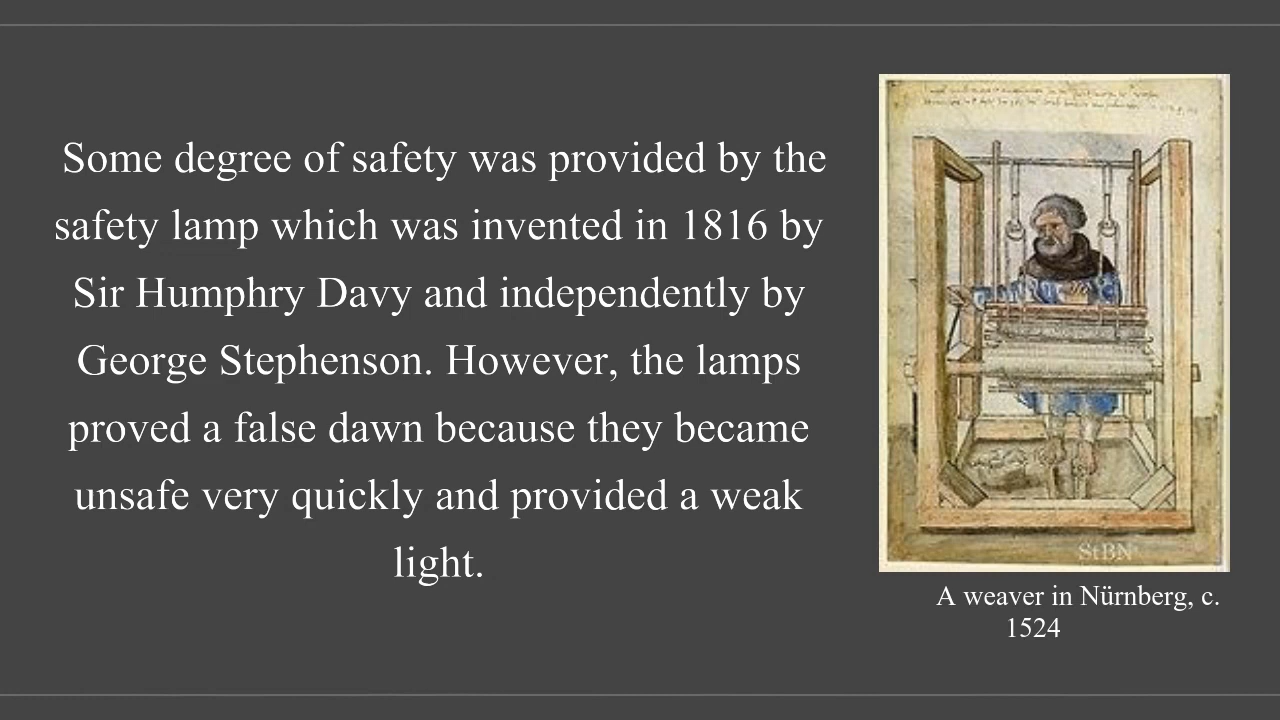 Some degree of safety was provided by the
safety lamp which was invented in 1816 by
Sir Humphry Davy and independently by
George Stephenson. However, the lamps
proved a false dawn because they became
unsafe very quickly and provided a weak
light.
StBN
A weaver in Nürnberg, c.
1524